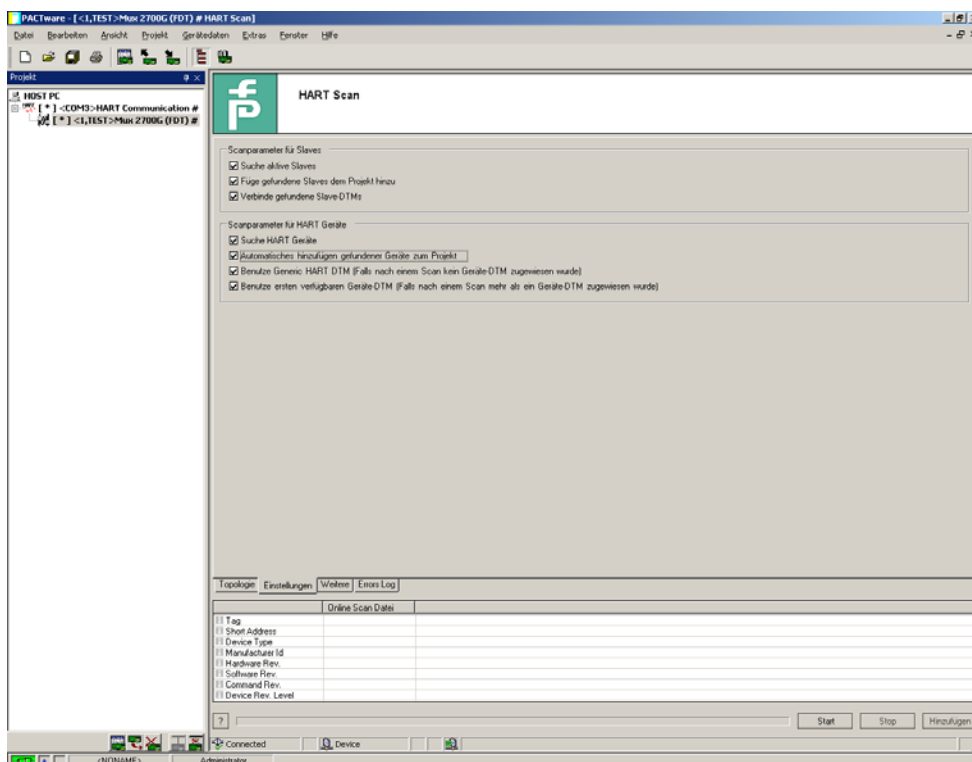 PACTware - [<1,TEST>Mux 2700G (FDT) # HART Scan]
Datei Bearbeiten Ansicht Projekt Gerätedaten Extras Fenster Hilfe
Projekt
HOST PC
[ * ] <COM3>HART Communication #
[ * ] <1,TEST>Mux 2700G (FDT) #
HART Scan
Scanparameter für Slaves
Suche aktive Slaves
Füge gefundene Slaves dem Projekt hinzu
Verbinde gefundene Slave-DTMs
Scanparameter für HART Geräte
Suche HART Geräte
Automatisches hinzufügen gefundener Geräte zum Projekt
Benutze Generic HART DTM (Falls nach einem Scan kein Geräte-DTM zugewiesen wurde)
Benutze ersten verfügbaren Geräte-DTM (Falls nach einem Scan mehr als ein Geräte-DTM zugewiesen wurde)
Topologie Einstellungen Weitere Errors Log
Online Scan Datei
Tag
Short Address
Device Type
Manufacturer Id
Hardware Rev.
Software Rev.
Command Rev.
Device Rev. Level
? Start Stop Hinzufügen
Connected Device
<NONAME> Administrator